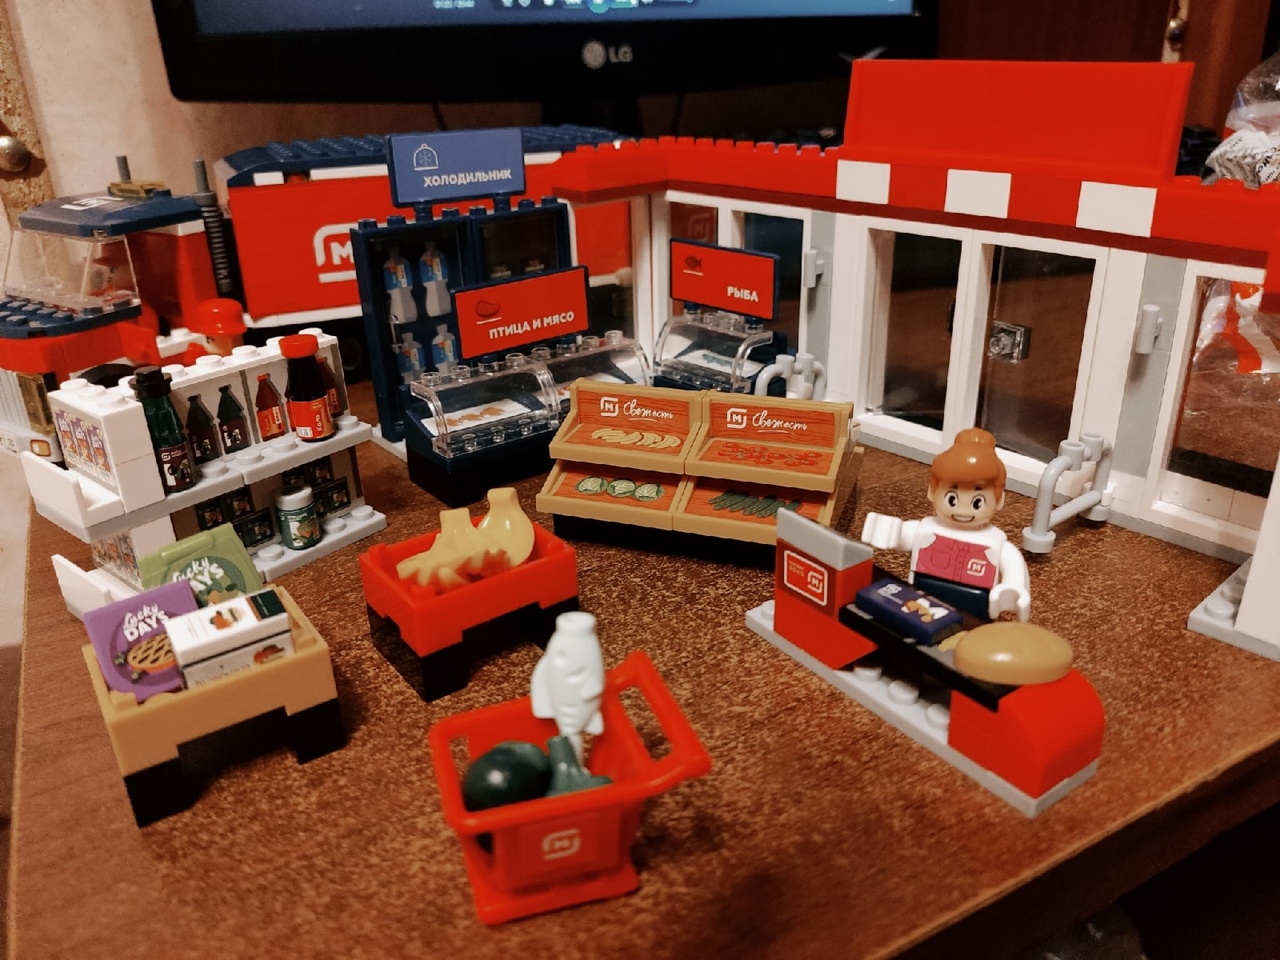 LG
ХОЛОДИЛЬНИК
М
РЫБА
ПТИЦА И МЯСО
М Свежесть
М Свежесть
М
М
Lucky
DAYS
Lucky
DAYS
М